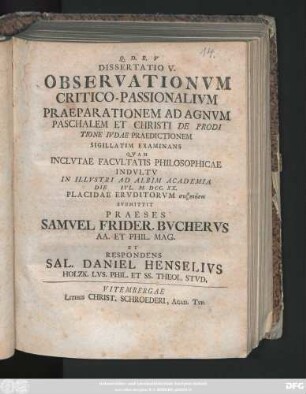 Q. D. B. V
DISSERTATIO V.
OBSERVATIONVM
CRITICO-PASSIONALIVM
PRAEPARATIONEM AD AGNVM
PASCHALEM ET CHRISTI DE PRODI
TIONE IVDAE PRAEDICTIONEM
SIGILLATIM EXAMINANS
QVAM
INCLVTAE FACVLTATIS PHILOSOPHICAE
INDVLTV
IN ILLVSTRI AD ALBIM ACADEMIA
DIE IVL. M DCC XX.
PLACIDAE ERVDITORVM
SVBMITTIT
PRAESES
SAMVEL FRIDER. BVCHERVS
AA. ET PHIL. MAG.
ET
RESPONDENS
SAL. DANIEL HENSELIVS
LVS. PHIL. ET SS. THEOL. STVD.
VITEMBERGAE
LITERIS CHRIST. SCHROEDERI, ACAD. TYP.